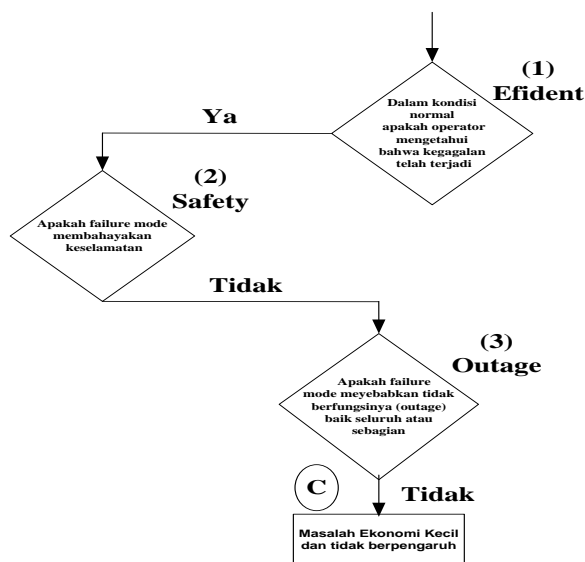 (1)
Efident
Dalam kondisi
normal
apakah operator
mengetahui
bahwa kegagalan
telah terjadi
Ya
(2)
Safety
Apakah failure mode
membahayakan
keselamatan
Tidak
(3)
Outage
Apakah failure
mode meyebabkan tidak
berfungsinya (outage)
baik seluruh atau
sebagian
C
Tidak
Masalah Ekonomi Kecil
dan tidak berpengaruh